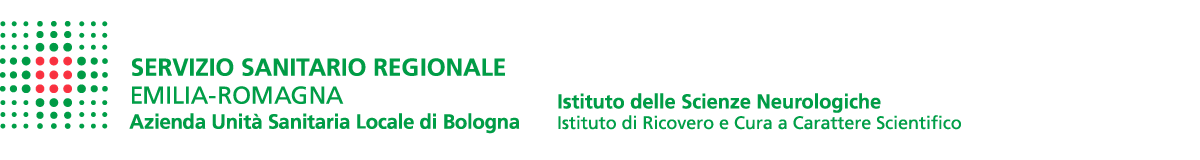 SERVIZIO SANITARIO REGIONALE
EMILIA-ROMAGNA
Azienda Unità Sanitaria Locale di Bologna
Istituto delle Scienze Neurologiche
Istituto di Ricovero e Cura a Carattere Scientifico